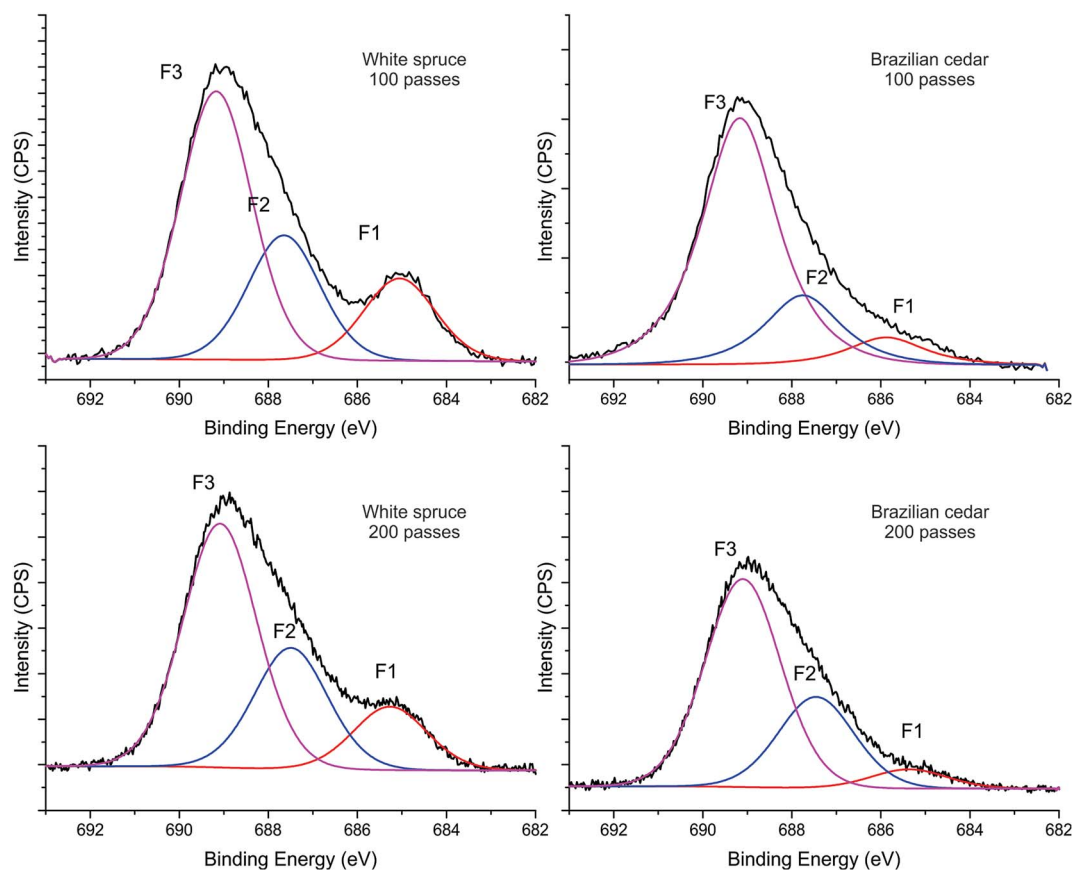 White spruce
100 passes
F3
F2
F1
Intensity (CPS)
692 690 688 686 684 682
Binding Energy (eV)
Brazilian cedar
100 passes
F3
F2
F1
Intensity (CPS)
692 690 688 686 684 682
Binding Energy (eV)
White spruce
200 passes
F3
F2
F1
Intensity (CPS)
692 690 688 686 684 682
Binding Energy (eV)
Brazilian cedar
200 passes
F3
F2
F1
Intensity (CPS)
692 690 688 686 684 682
Binding Energy (eV)